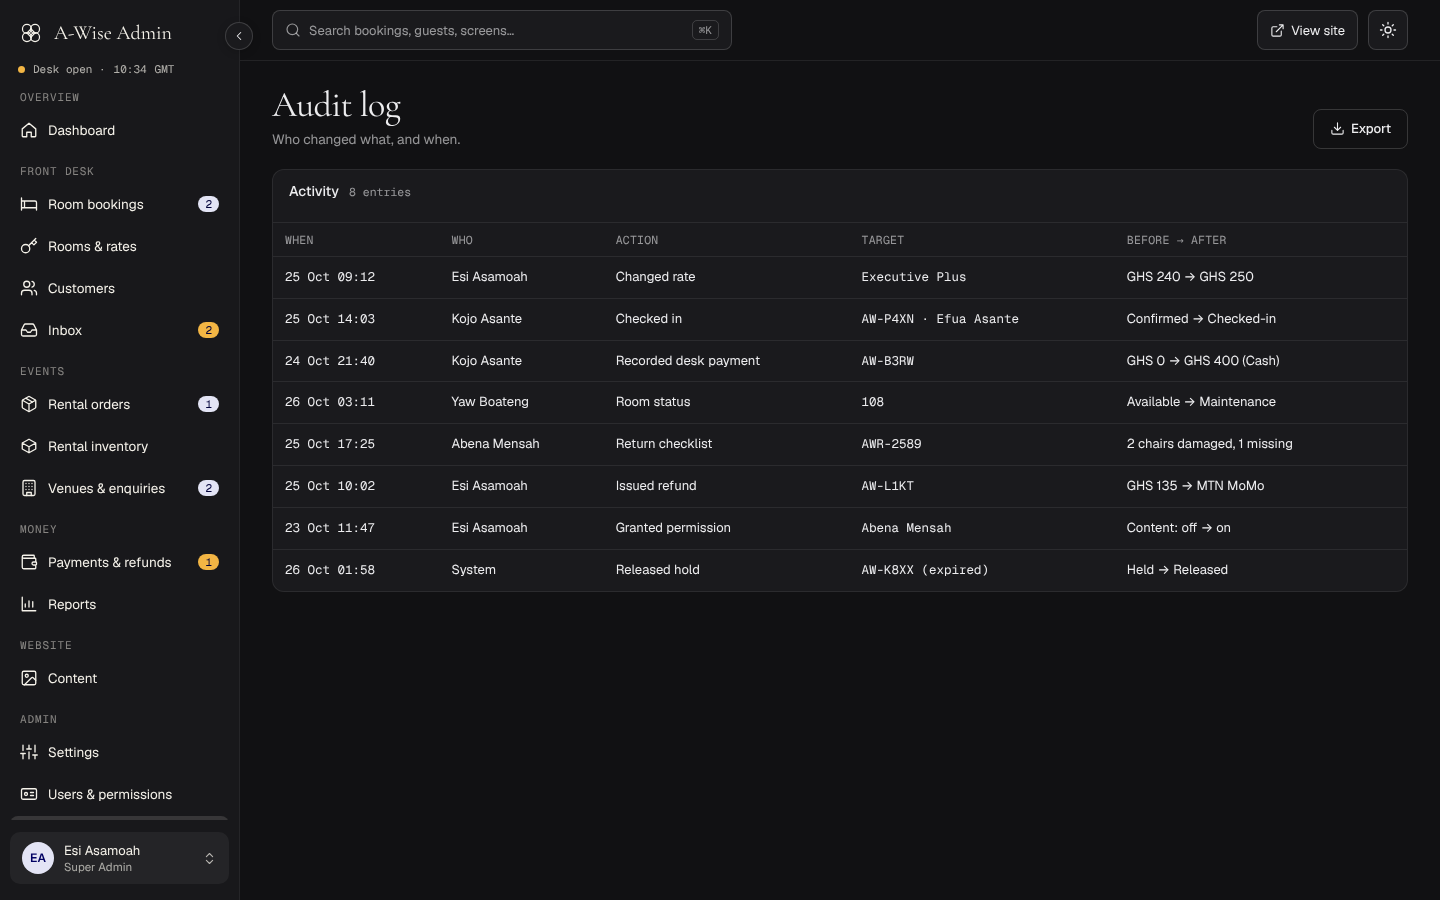 A-Wise Admin
Desk open · 10:34 GMT
OVERVIEW
Dashboard
FRONT DESK
Room bookings 2
Rooms & rates
Customers
Inbox 2
EVENTS
Rental orders 1
Rental inventory
Venues & enquiries 2
MONEY
Payments & refunds 1
Reports
WEBSITE
Content
ADMIN
Settings
Users & permissions
EA
Esi Asamoah
Super Admin
Search bookings, guests, screens… ⌘K
View site
Audit log
Who changed what, and when.
Export
Activity 8 entries
WHEN WHO ACTION TARGET BEFORE → AFTER
25 Oct 09:12 Esi Asamoah Changed rate Executive Plus GHS 240 → GHS 250
25 Oct 14:03 Kojo Asante Checked in AW-P4XN · Efua Asante Confirmed → Checked-in
24 Oct 21:40 Kojo Asante Recorded desk payment AW-B3RW GHS 0 → GHS 400 (Cash)
26 Oct 03:11 Yaw Boateng Room status 108 Available → Maintenance
25 Oct 17:25 Abena Mensah Return checklist AWR-2589 2 chairs damaged, 1 missing
25 Oct 10:02 Esi Asamoah Issued refund AW-L1KT GHS 135 → MTN MoMo
23 Oct 11:47 Esi Asamoah Granted permission Abena Mensah Content: off → on
26 Oct 01:58 System Released hold AW-K8XX (expired) Held → Released